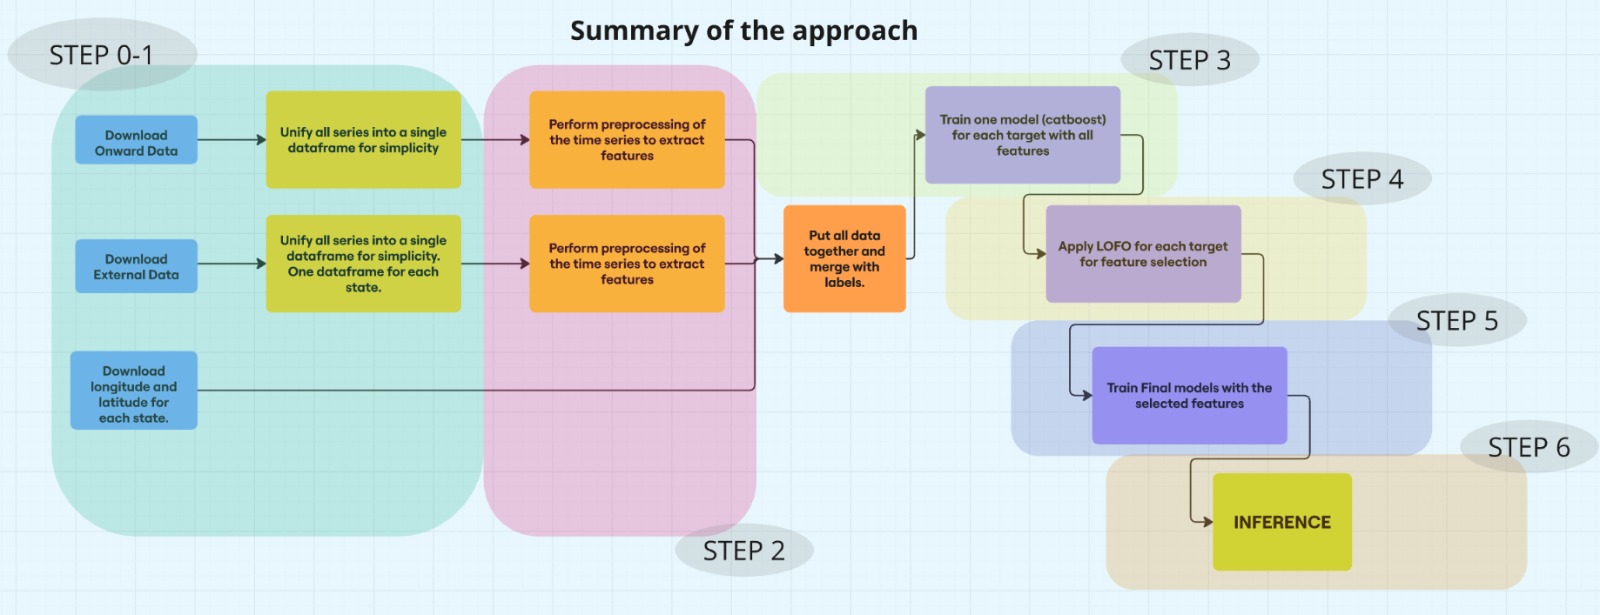 Summary of the approach
STEP 0-1
Download
Onward Data
Unify all series into a single
dataframe for simplicity
Perform preprocessing of
the time series to extract
features
Download
External Data
Unify all series into a single
dataframe for simplicity.
One dataframe for each
state.
Perform preprocessing of
the time series to extract
features
Download
longitude and
latitude for
each state.
STEP 2
Put all data
together and
merge with
labels.
STEP 3
Train one model (catboost)
for each target with all
features
STEP 4
Apply LOFO for each target
for feature selection
STEP 5
Train Final models with the
selected features
STEP 6
INFERENCE